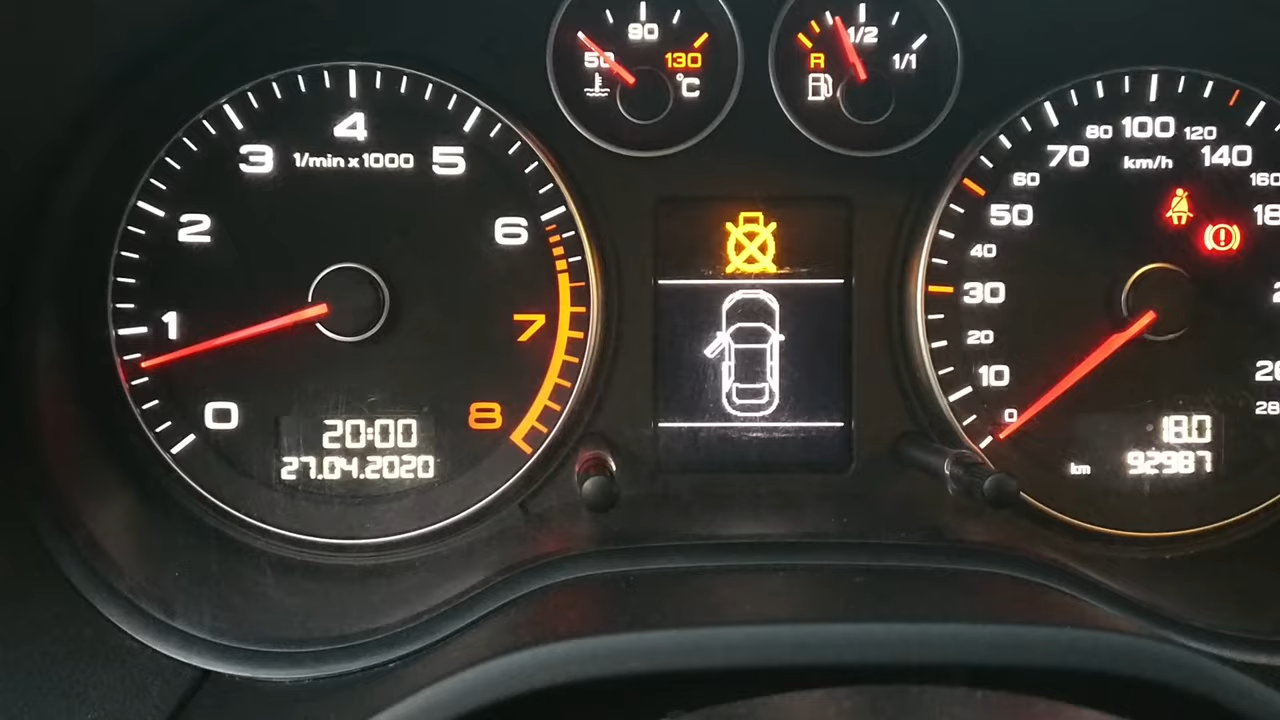 50 90 130
°C
R 1/2 1/1
0 1 2 3 4 5 6 7 8
1/min x 1000
20:00
27.04.2020
0 10 20 30 40 50 60 70 80 100 120 140 160
km/h
18.0
km 92987